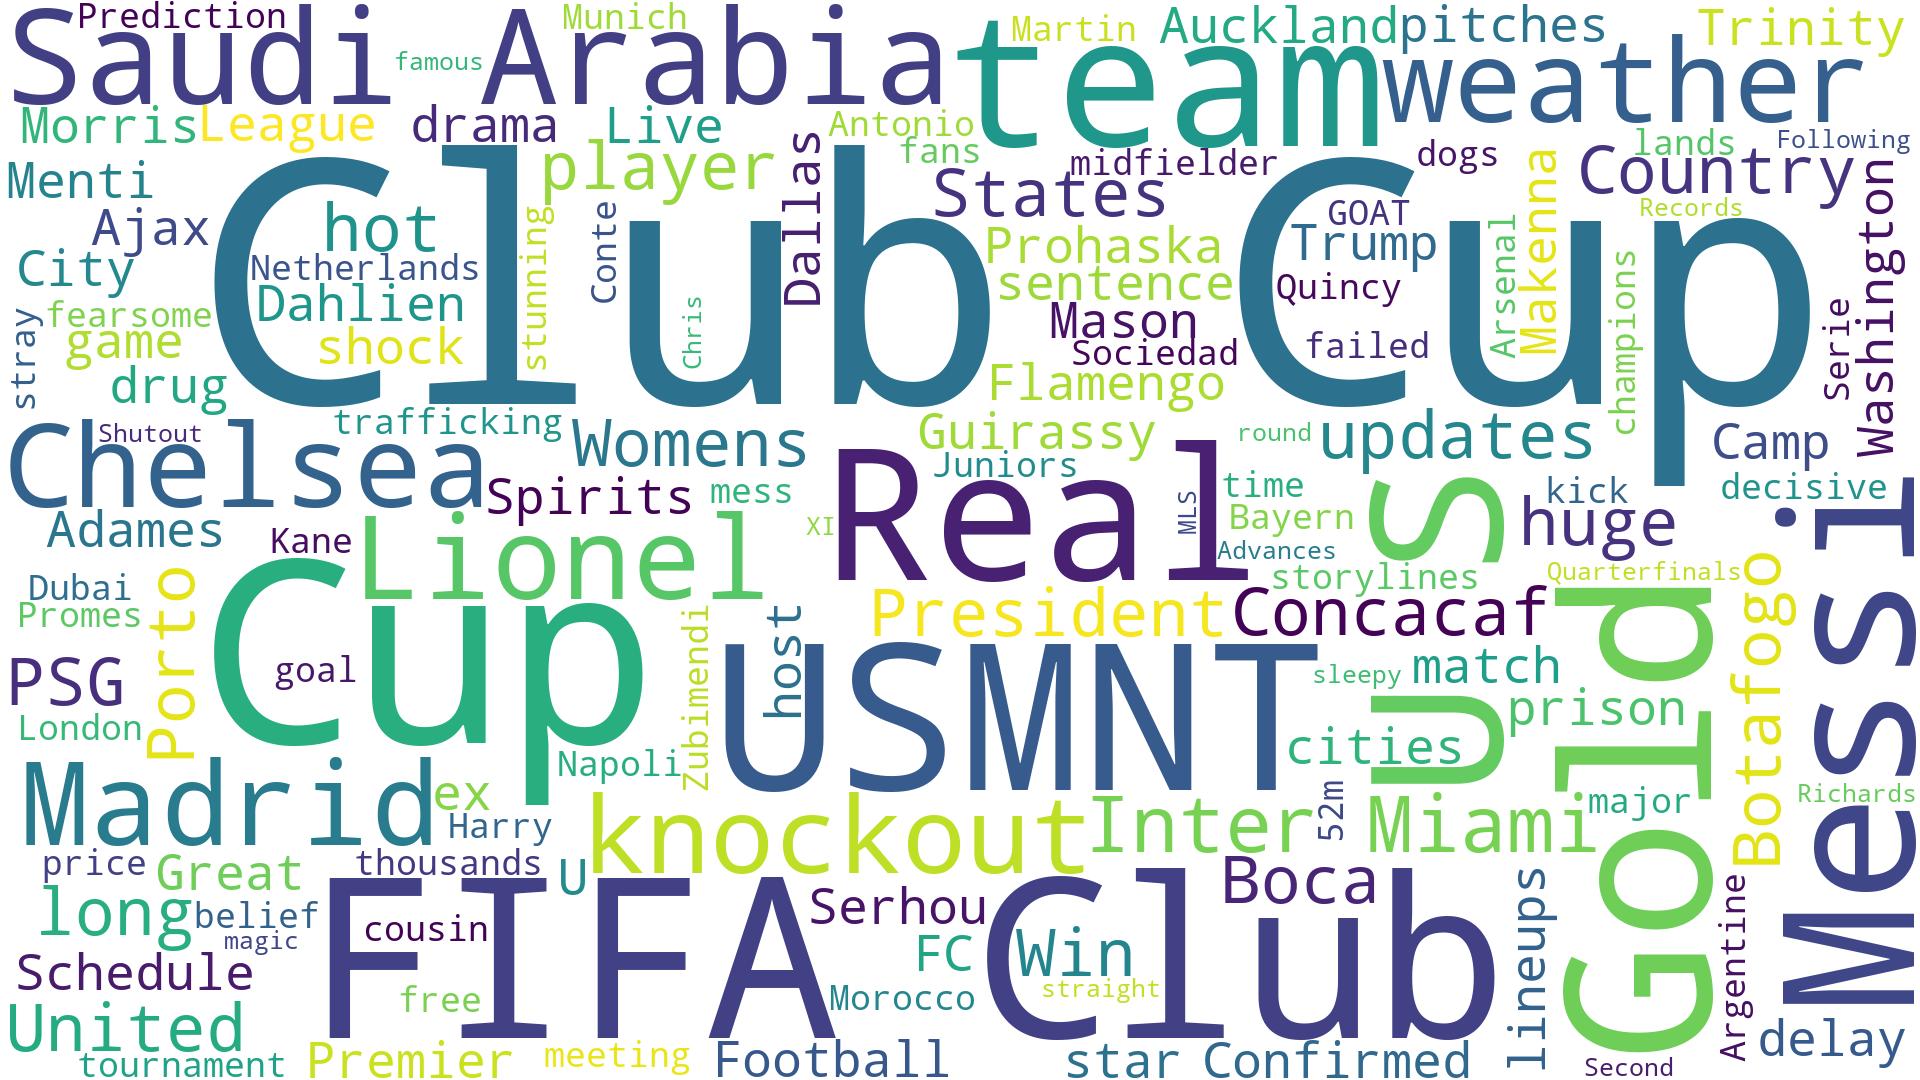 Prediction
Saudi Arabia
Munich
famous
team
Martin
Auckland
pitches
Trinity
weather
Morris
League
drama
Live
Antonio
fans
midfielder
dogs
lands
Following
Menti
player
Dallas
States
Makenna
Country
Club Cup
Ajax
hot
stunning
Conte
Prohaska
GOAT
Trump
Arsenal
Records
Washington
City
Netherlands
Dahlien
sentence
Quincy
champions
Serie
stray
fearsome
game
shock
Chris
Mason
Sociedad
failed
drug
Flamengo
Chelsea
Shutout
trafficking
Womens
Guirassy
round
updates
Camp
Juniors
Spirits
mess
Real
MLS
time
kick
decisive
Adames
Kane
Lionel
XI
Bayern
Advances
U S
huge
Messi
Dubai
Promes
Porto
Cup
storylines
Quarterfinals
President
Concacaf
Gold
Botafogo
PSG
goal
Zubimendi
host
USMNT
sleepy
match
London
prison
Napoli
cities
Madrid
ex
Harry
knockout
Inter Miami
52m
major
Richards
price
Great
thousands
U
Boca
long
belief
magic
FIFA Club
cousin
Serhou
lineups
Argentine
FC
Win
Schedule
free
Morocco
straight
United
tournament
Premier
meeting
Football
star
Confirmed
Second
delay